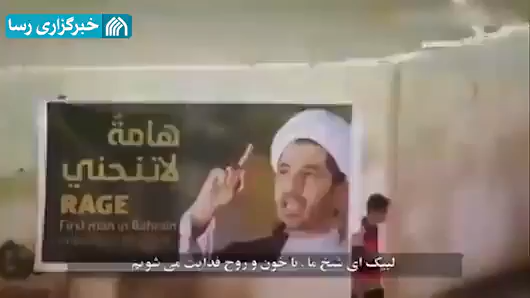 خبرگزاری رسا
هامةٌ
لاتنحني
RAGE
First man in Bahrain
لبیک ای شیخ ما . با خون و روح فدایت می شویم